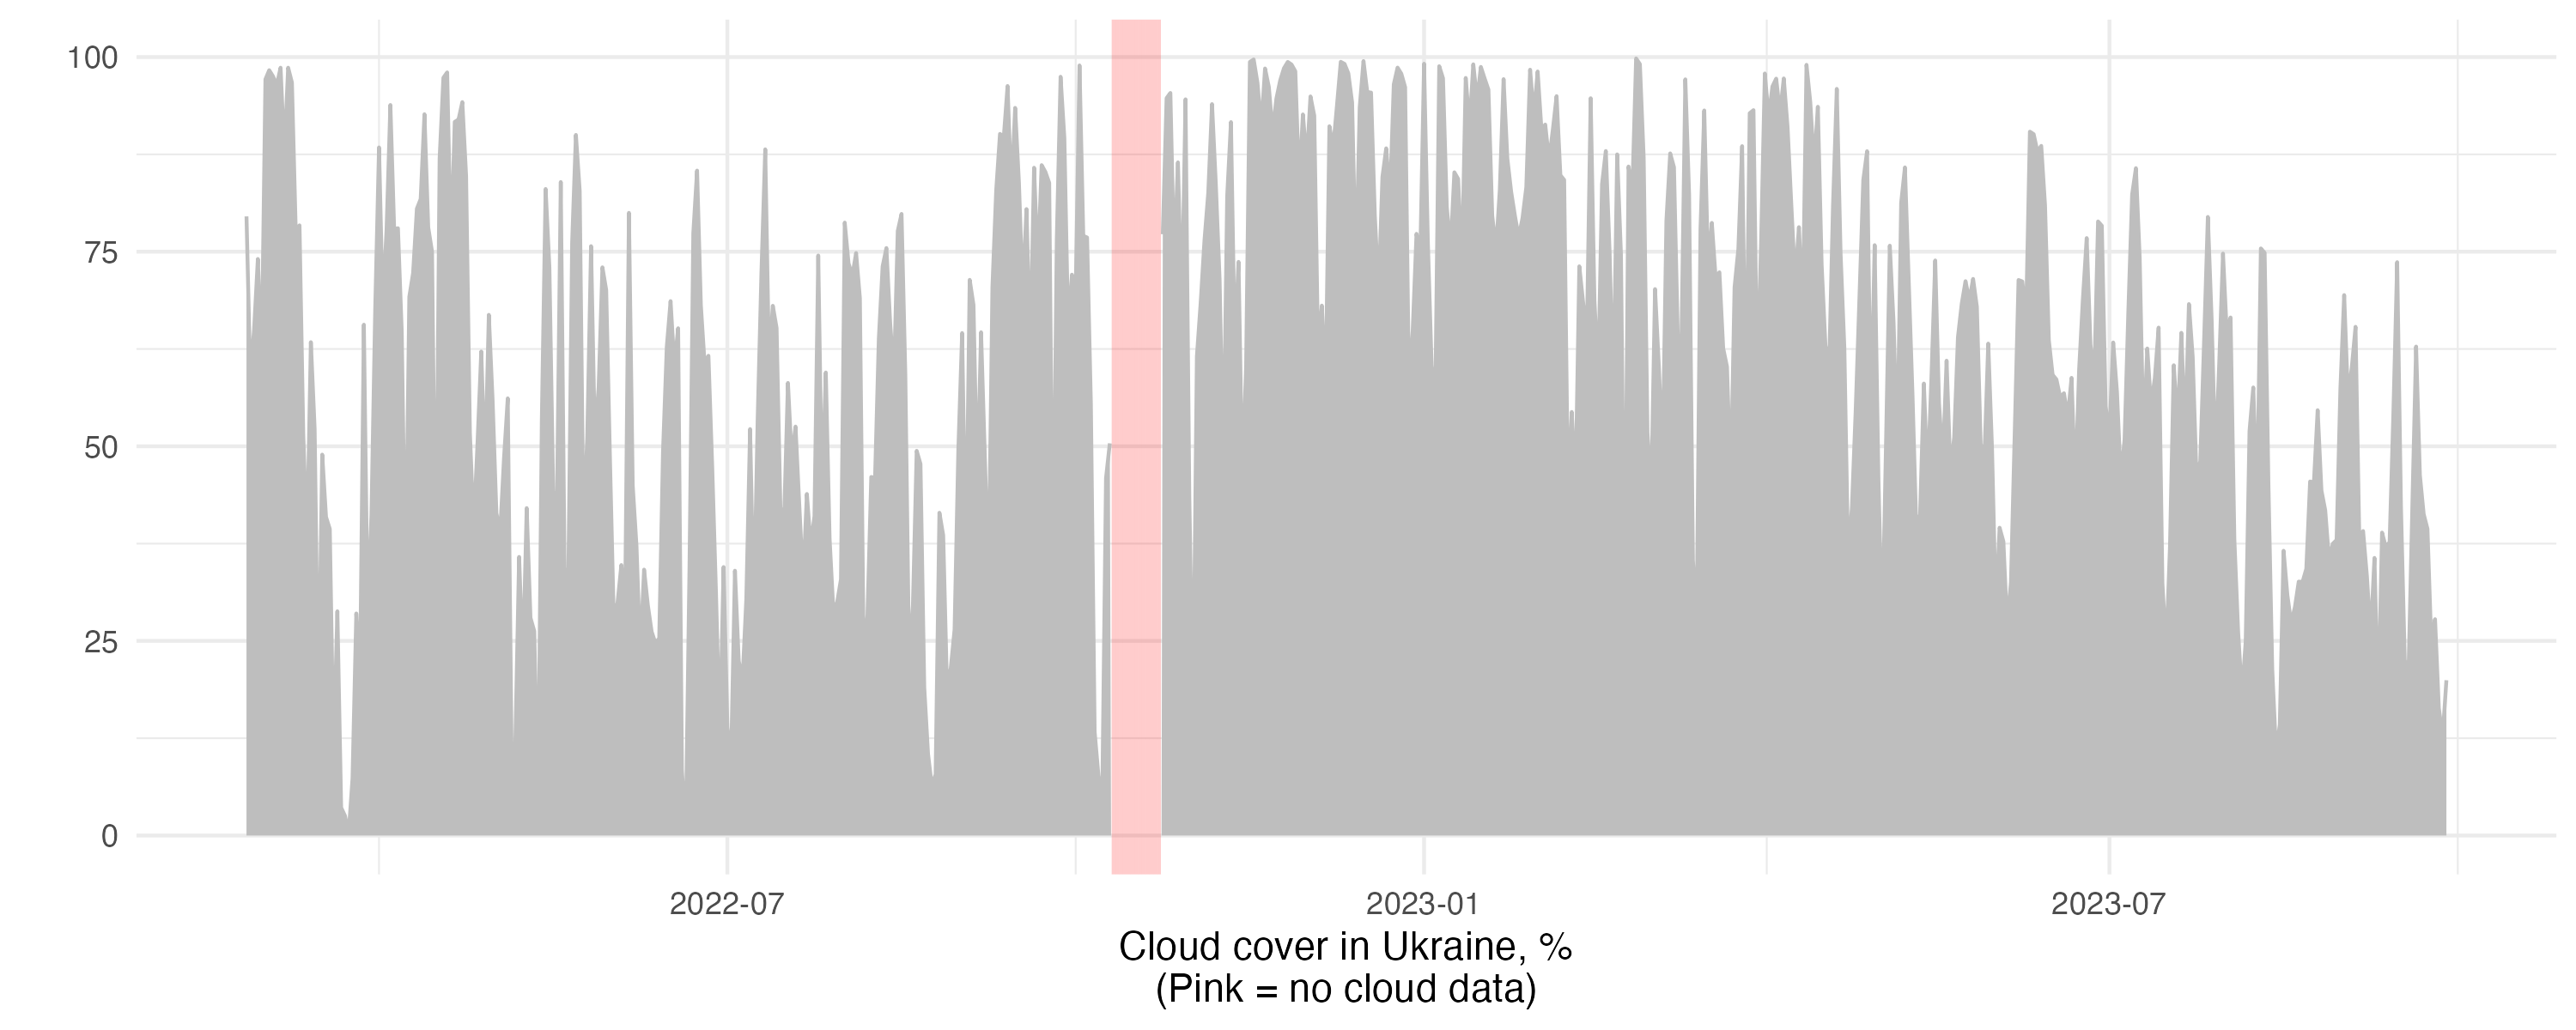 100
75
50
25
0
2022-07 2023-01 2023-07
Cloud cover in Ukraine, %
(Pink = no cloud data)